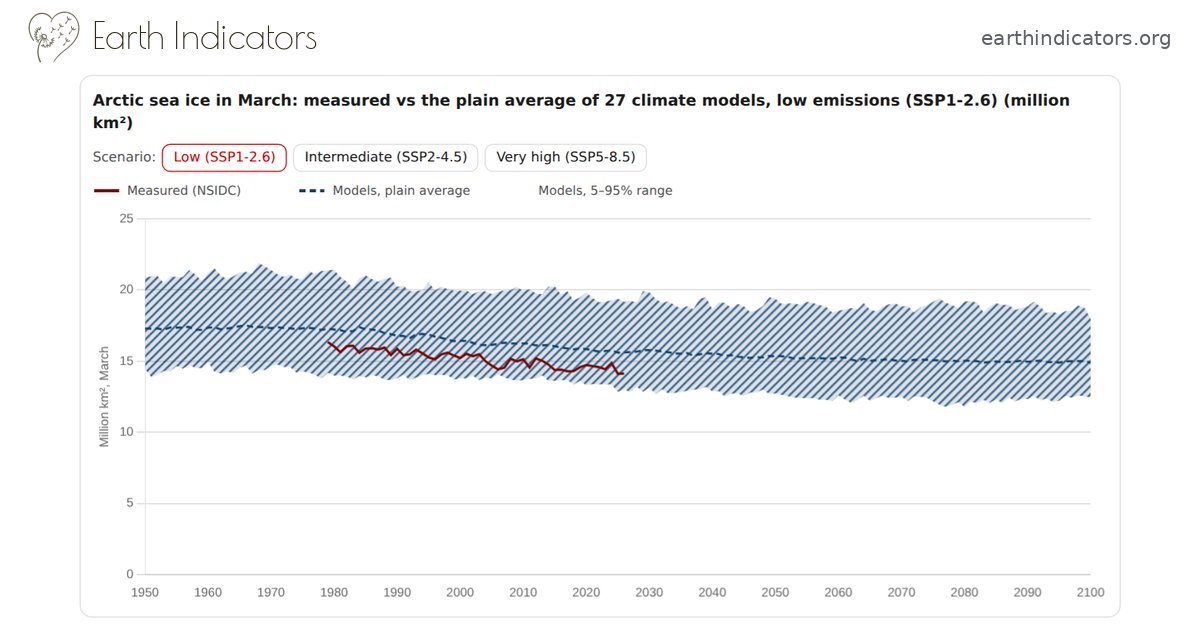 Earth Indicators
earthindicators.org
Arctic sea ice in March: measured vs the plain average of 27 climate models, low emissions (SSP1-2.6) (million
km²)
Scenario: Low (SSP1-2.6) Intermediate (SSP2-4.5) Very high (SSP5-8.5)
Measured (NSIDC) Models, plain average Models, 5–95% range
Million km², March
25
20
15
10
5
0
1950 1960 1970 1980 1990 2000 2010 2020 2030 2040 2050 2060 2070 2080 2090 2100